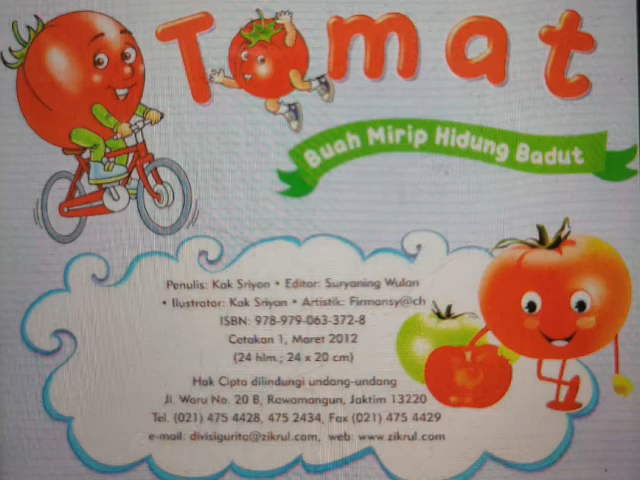 Tomat
Buah Mirip Hidung Badut
Penulis: Kak Sriyon • Editor: Suryaning Wulan
• Ilustrator: Kak Sriyon • Artistik: Firmansy@ch
ISBN: 978-979-063-372-8
Cetakan 1, Maret 2012
(24 hlm.; 24 x 20 cm)
Hak Cipta dilindungi undang-undang
Jl. Waru No. 20 B, Rawamangun, Jaktim 13220
Tel. (021) 475 4428, 475 2434, Fax (021) 475 4429
e-mail: divisigurita@zikrul.com, web: www.zikrul.com